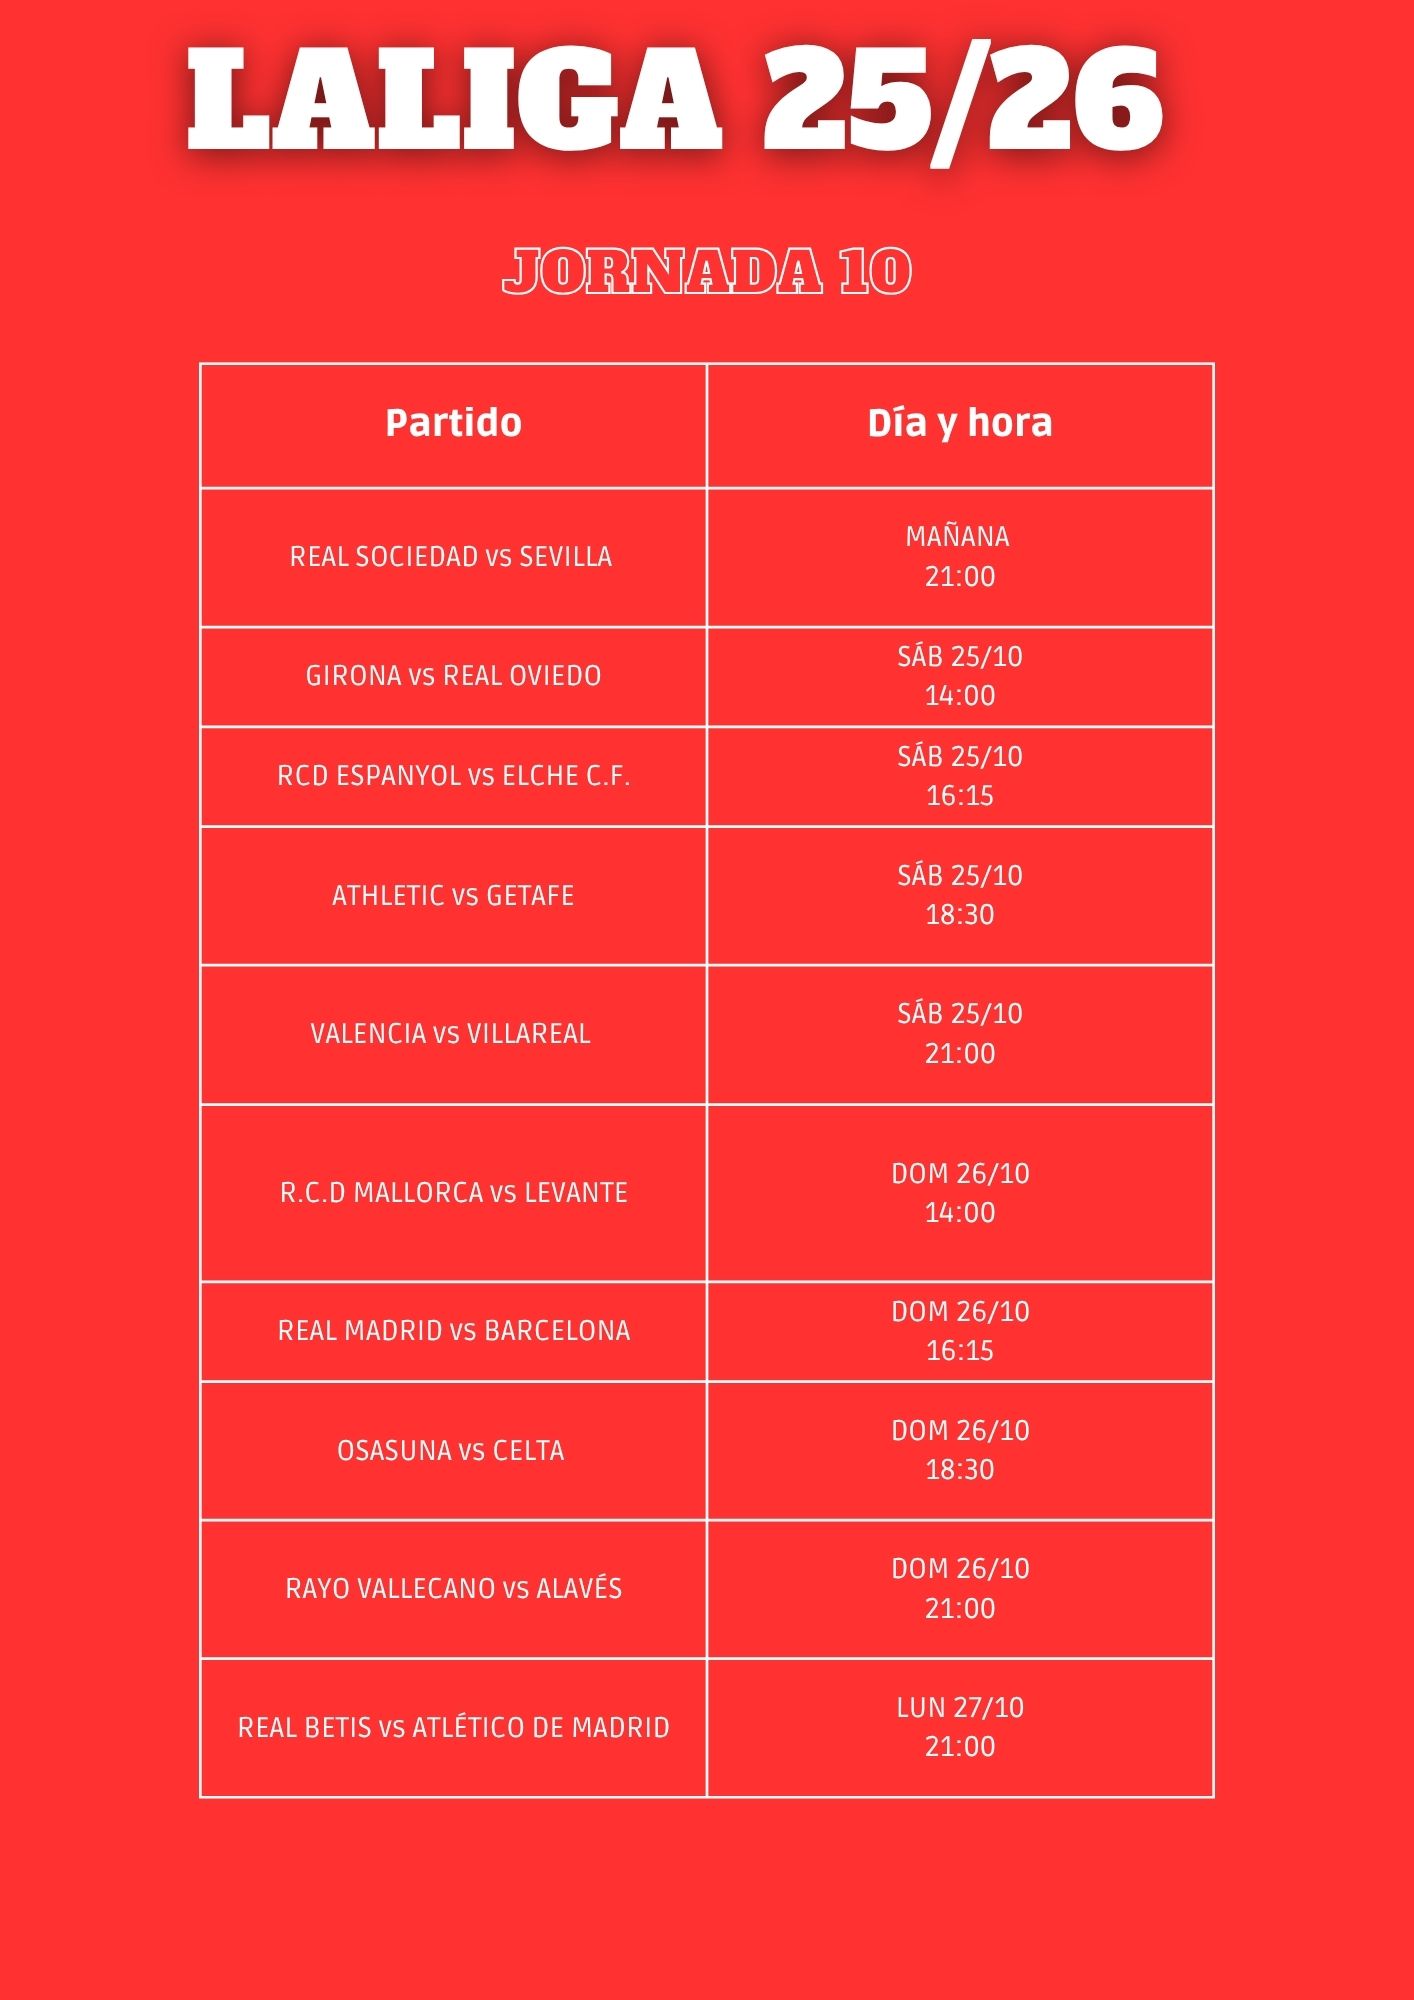 LALIGA 25/26
JORNADA 10
Partido
Día y hora
REAL SOCIEDAD vs SEVILLA
MAÑANA
21:00
GIRONA vs REAL OVIEDO
SÁB 25/10
14:00
RCD ESPANYOL vs ELCHE C.F.
SÁB 25/10
16:15
ATHLETIC vs GETAFE
SÁB 25/10
18:30
VALENCIA vs VILLAREAL
SÁB 25/10
21:00
R.C.D MALLORCA vs LEVANTE
DOM 26/10
14:00
REAL MADRID vs BARCELONA
DOM 26/10
16:15
OSASUNA vs CELTA
DOM 26/10
18:30
RAYO VALLECANO vs ALAVÉS
DOM 26/10
21:00
REAL BETIS vs ATLÉTICO DE MADRID
LUN 27/10
21:00